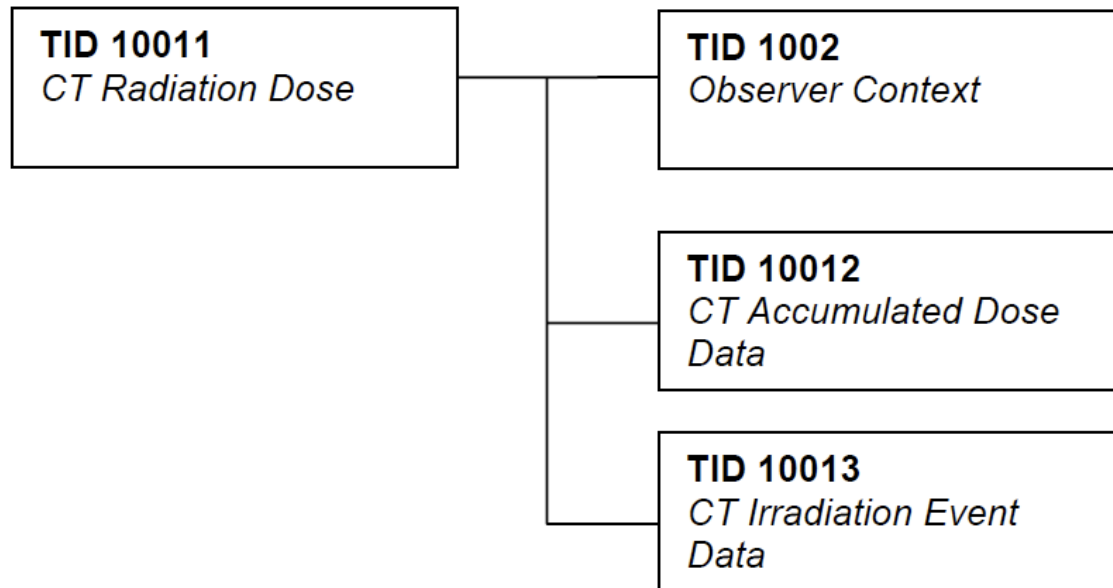 TID 10011
CT Radiation Dose
TID 1002
Observer Context
TID 10012
CT Accumulated Dose
Data
TID 10013
CT Irradiation Event
Data